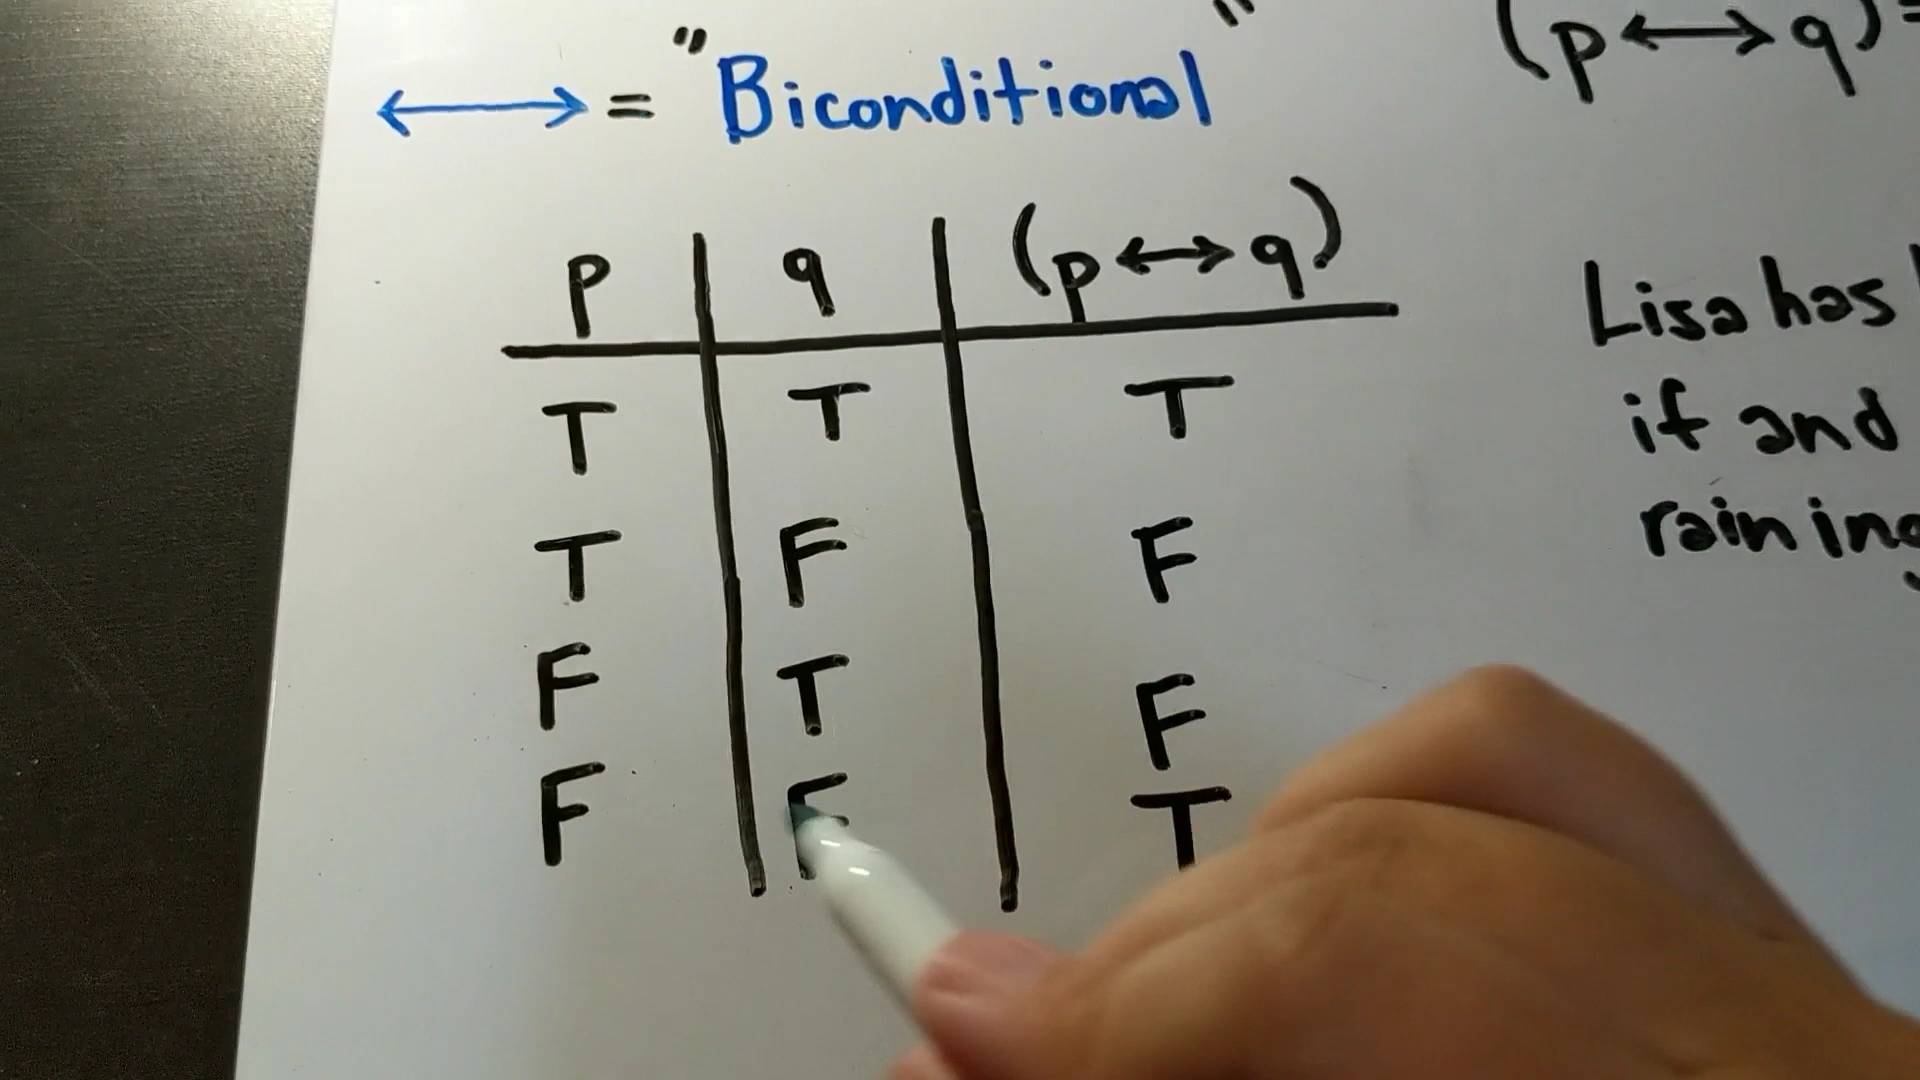 ↔ = "Biconditional"
p q (p↔q)
T T T
T F F
F T F
F F T
(p↔q)=
Lisa has
if and
raining